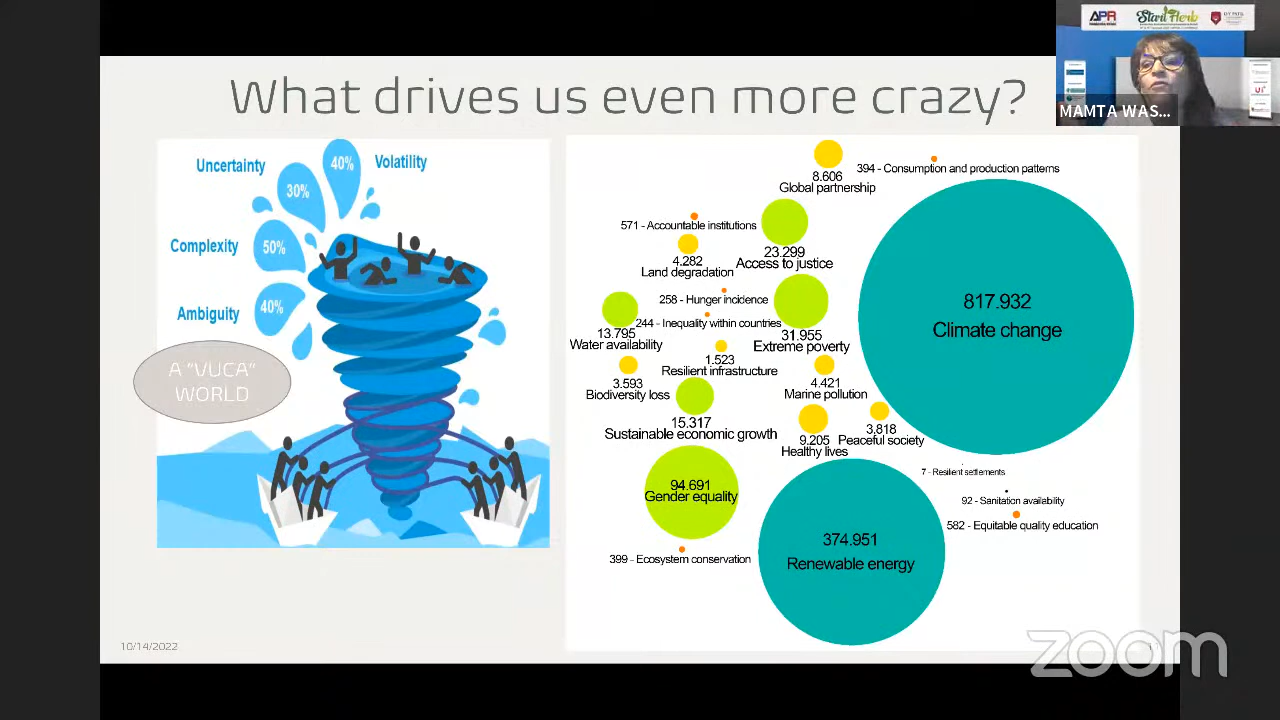 What drives us even more crazy?
APR
Start Herb
MAMTA WAS...
Uncertainty
40%
Volatility
30%
Complexity
50%
Ambiguity
40%
A "VUCA"
WORLD
8.606
Global partnership
394 - Consumption and production patterns
571 - Accountable institutions
23.299
Access to justice
4.282
Land degradation
817.932
Climate change
258 - Hunger incidence
13.795
Water availability
244 - Inequality within countries
31.955
Extreme poverty
1.523
Resilient infrastructure
3.593
Biodiversity loss
4.421
Marine pollution
15.317
Sustainable economic growth
9.205
Healthy lives
3,818
Peaceful society
7 - Resilient settlements
94.691
Gender equality
92 - Sanitation availability
582 - Equitable quality education
374.951
Renewable energy
399 - Ecosystem conservation
10/14/2022
zoom